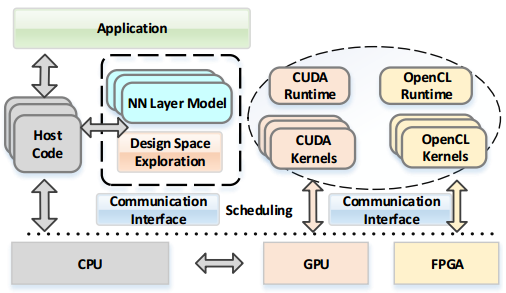 Application
Host
Code
NN Layer Model
Design Space
Exploration
CUDA
Runtime
OpenCL
Runtime
CUDA
Kernels
OpenCL
Kernels
Communication
Interface
Scheduling
Communication
Interface
CPU
GPU
FPGA